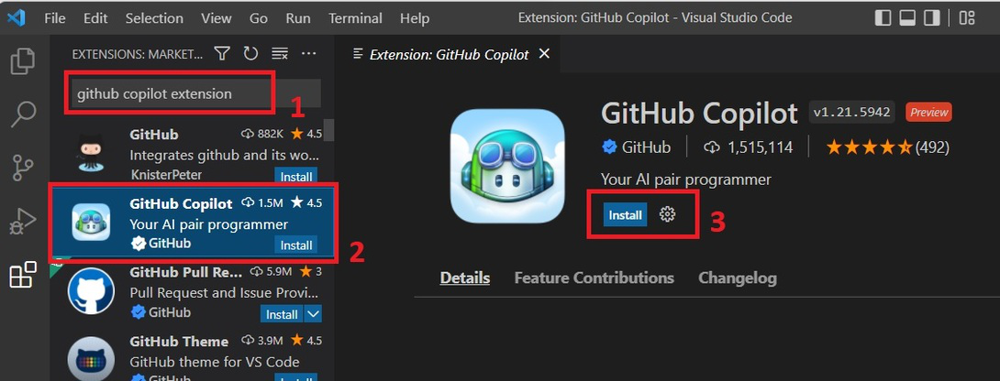 File Edit Selection View Go Run Terminal Help Extension: GitHub Copilot - Visual Studio Code
EXTENSIONS: MARKET... ···
github copilot extension
1
GitHub 882K ★ 4.5
Integrates github and its wo...
KnisterPeter Install
GitHub Copilot 1.5M ★ 4.5
Your AI pair programmer
GitHub Install
2
GitHub Pull Re... 5.9M ★ 3
Pull Request and Issue Provi...
GitHub Install
GitHub Theme 3.9M ★ 4.5
GitHub theme for VS Code
GitHub Install
Extension: GitHub Copilot
GitHub Copilot v1.21.5942 Preview
GitHub 1,515,114 (492)
Your AI pair programmer
Install
3
Details Feature Contributions Changelog